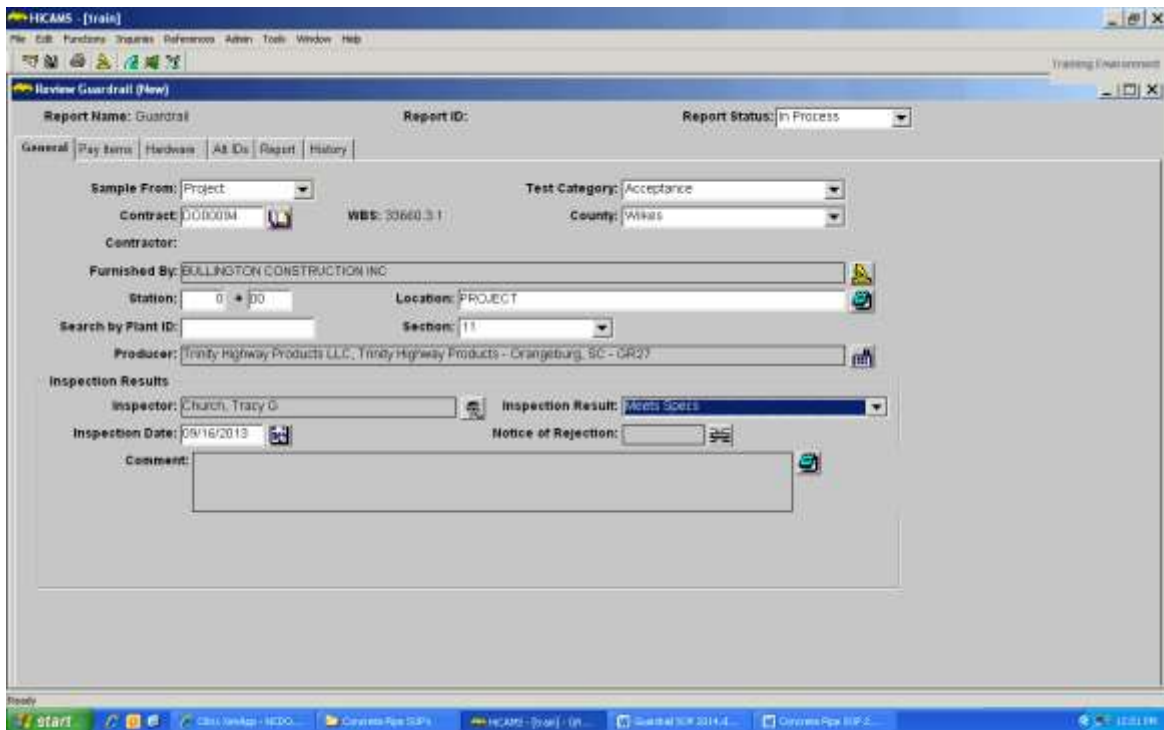 HICAMS - [train]
File Edit Functions Inquiries References Admin Tools Window Help
Training Environment
Review Guardrail (New)
Report Name: Guardrail Report ID: Report Status: In Process
General Pay Items Hardware Alt IDs Report History
Sample From: Project Test Category: Acceptance
Contract: WBS: County: Wilkes
Contractor:
Furnished By: BULLINGTON CONSTRUCTION INC
Station: 0 + 00 Location: PROJECT
Search by Plant ID: Section: 11
Producer: Trinity Highway Products LLC, Trinity Highway Products - Orangeburg, SC - GR27
Inspection Results
Inspector: Church, Tracy G Inspection Result: Meets Specs
Inspection Date: 09/16/2013 Notice of Rejection:
Comment:
Ready
start Concrete Pipe SOPs HICAMS - [train] -